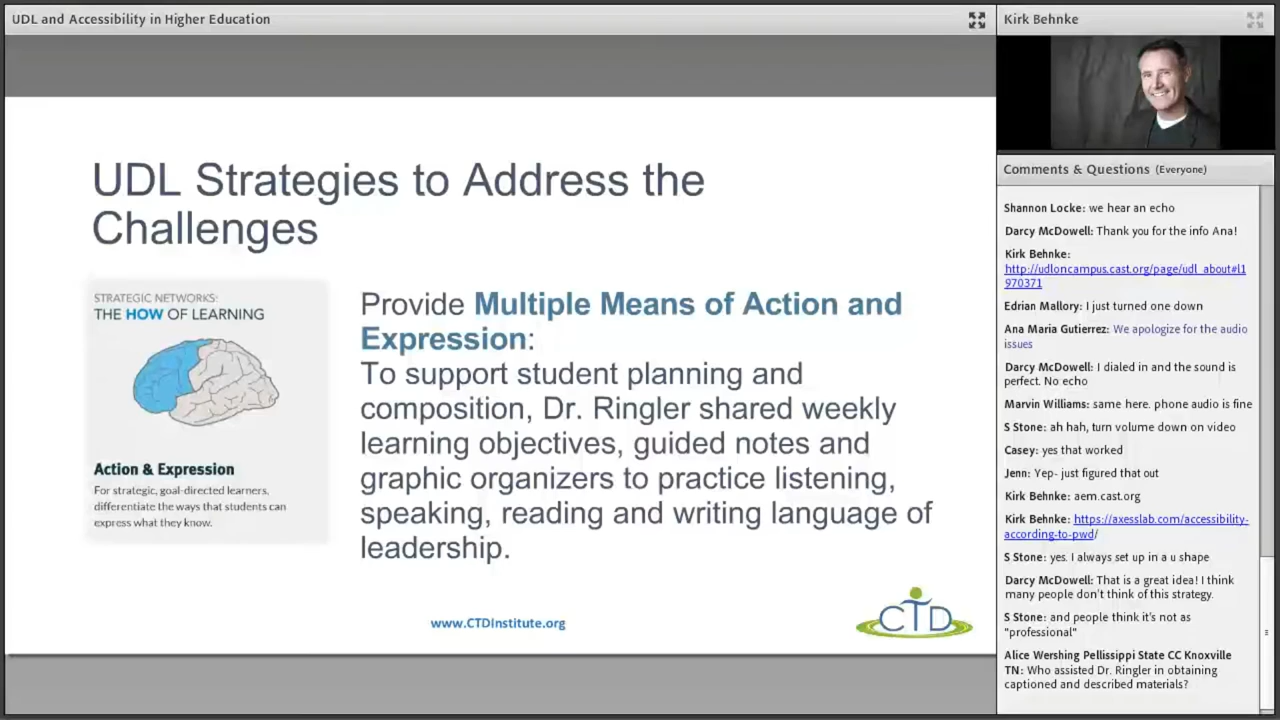 UDL and Accessibility in Higher Education
UDL Strategies to Address the
Challenges
STRATEGIC NETWORKS:
THE HOW OF LEARNING
Action & Expression
For strategic, goal-directed learners,
differentiate the ways that students can
express what they know.
Provide Multiple Means of Action and
Expression:
To support student planning and
composition, Dr. Ringler shared weekly
learning objectives, guided notes and
graphic organizers to practice listening,
speaking, reading and writing language of
leadership.
www.CTDInstitute.org
CTD
Kirk Behnke
Comments & Questions (Everyone)
Shannon Locke: we hear an echo
Darcy McDowell: Thank you for the info Ana!
Kirk Behnke:
http://udloncampus.cast.org/page/udl_about#l1
970371
Edrian Mallory: I just turned one down
Ana Maria Gutierrez: We apologize for the audio
issues
Darcy McDowell: I dialed in and the sound is
perfect. No echo
Marvin Williams: same here. phone audio is fine
S Stone: ah hah, turn volume down on video
Casey: yes that worked
Jenn: Yep- just figured that out
Kirk Behnke: aem.cast.org
Kirk Behnke: https://axesslab.com/accessibility-
according-to-pwd/
S Stone: yes. I always set up in a u shape
Darcy McDowell: That is a great idea! I think
many people don't think of this strategy.
S Stone: and people think it's not as
"professional"
Alice Wershing Pellissippi State CC Knoxville
TN: Who assisted Dr. Ringler in obtaining
captioned and described materials?